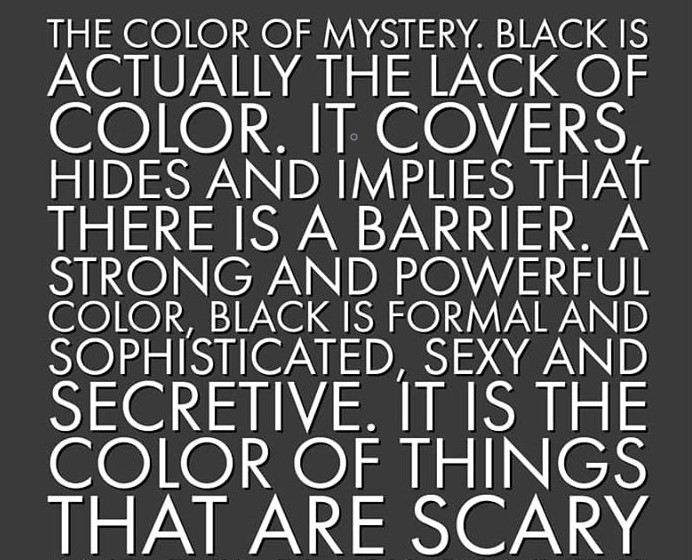 THE COLOR OF MYSTERY. BLACK IS
ACTUALLY THE LACK OF
COLOR. IT COVERS,
HIDES AND IMPLIES THAT
THERE IS A BARRIER. A
STRONG AND POWERFUL
COLOR, BLACK IS FORMAL AND
SOPHISTICATED, SEXY AND
SECRETIVE. IT IS THE
COLOR OF THINGS
THAT ARE SCARY